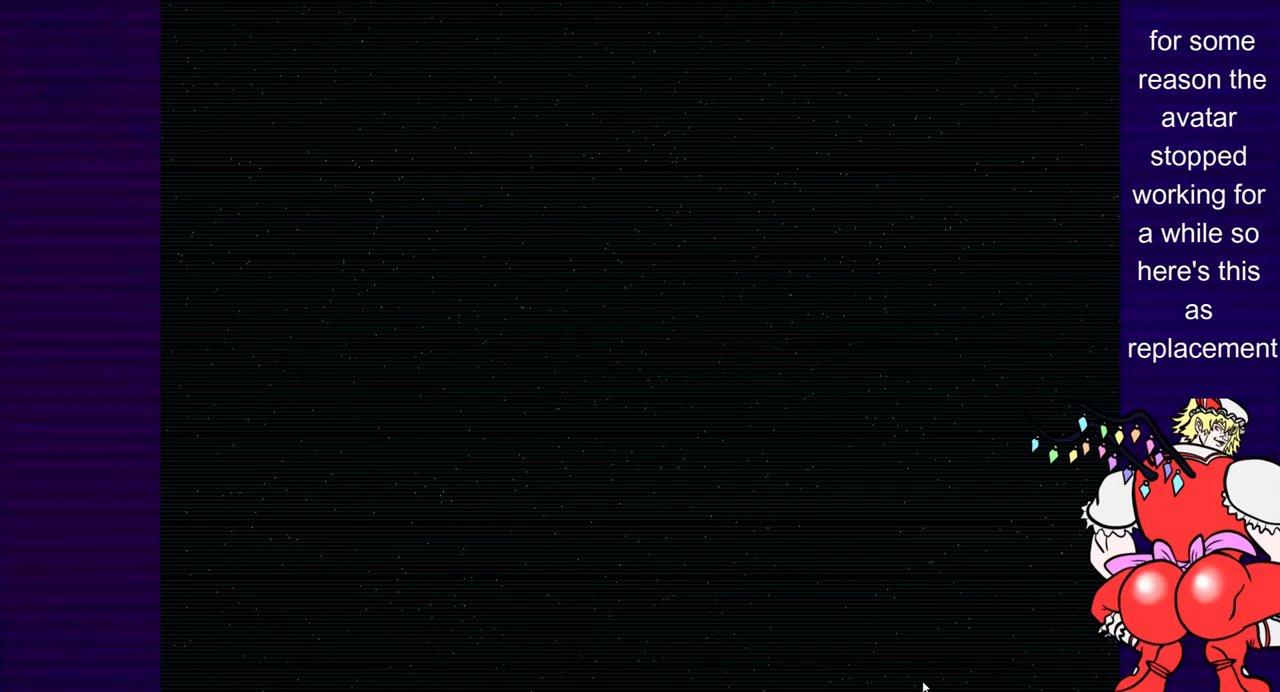 for some
reason the
avatar
stopped
working for
a while so
here's this
as
replacement